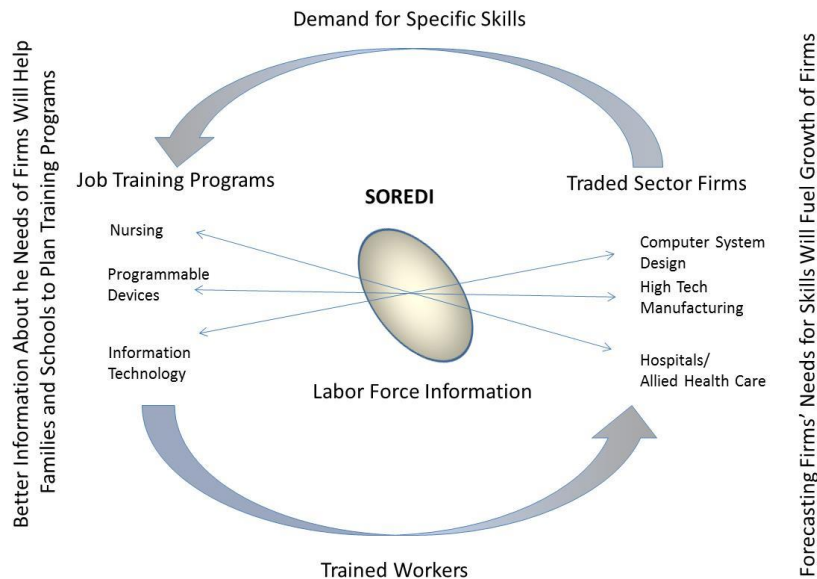 Demand for Specific Skills
Better Information About he Needs of Firms Will Help
Families and Schools to Plan Training Programs
Job Training Programs
Nursing
Programmable
Devices
Information
Technology
SOREDI
Labor Force Information
Traded Sector Firms
Computer System
Design
High Tech
Manufacturing
Hospitals/
Allied Health Care
Forecasting Firms’ Needs for Skills Will Fuel Growth of Firms
Trained Workers